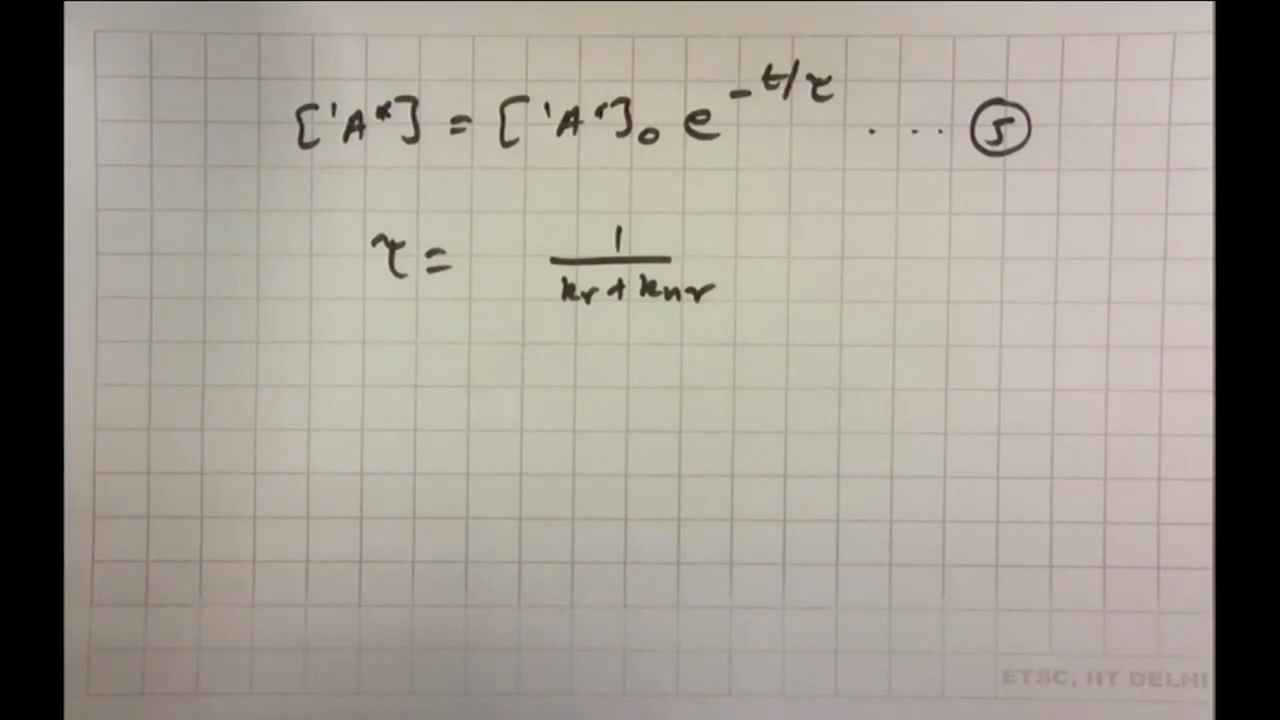 ['A*] = ['A*]₀ e^-t/τ .... ⑤
τ = 1/(kr + knr)
ETSC, IIT DELHI